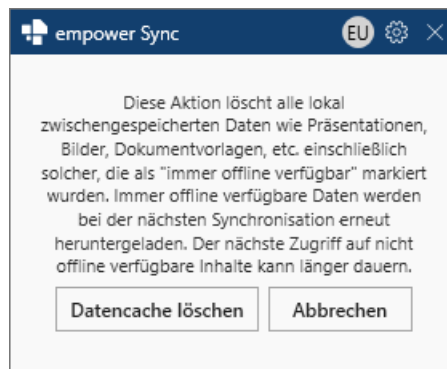 empower Sync
EU
Diese Aktion löscht alle lokal
zwischengespeicherten Daten wie Präsentationen,
Bilder, Dokumentvorlagen, etc. einschließlich
solcher, die als "immer offline verfügbar" markiert
wurden. Immer offline verfügbare Daten werden
bei der nächsten Synchronisation erneut
heruntergeladen. Der nächste Zugriff auf nicht
offline verfügbare Inhalte kann länger dauern.
Datencache löschen
Abbrechen